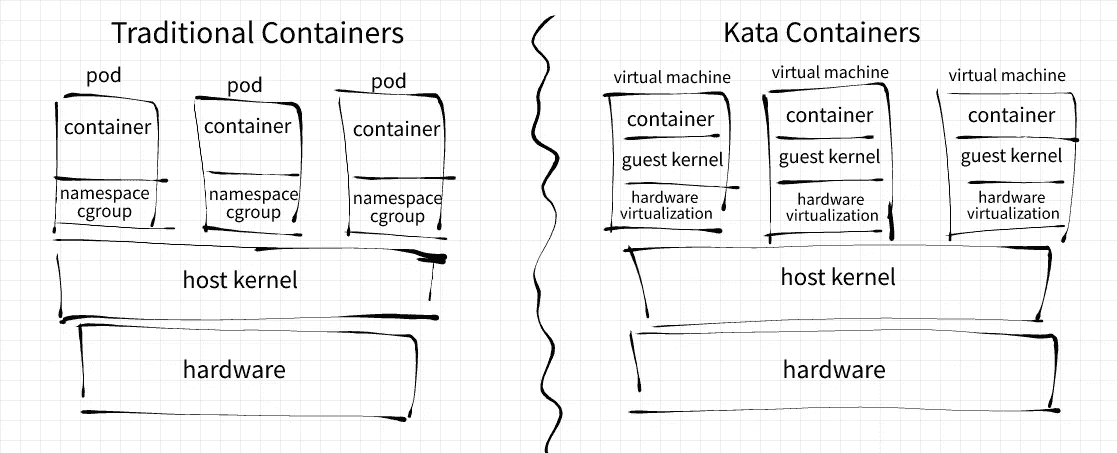 Traditional Containers
pod
pod
pod
container
container
container
namespace
cgroup
namespace
cgroup
namespace
cgroup
host kernel
hardware
Kata Containers
virtual machine
virtual machine
virtual machine
container
container
container
guest kernel
guest kernel
guest kernel
hardware
virtualization
hardware
virtualization
hardware
virtualization
host kernel
hardware